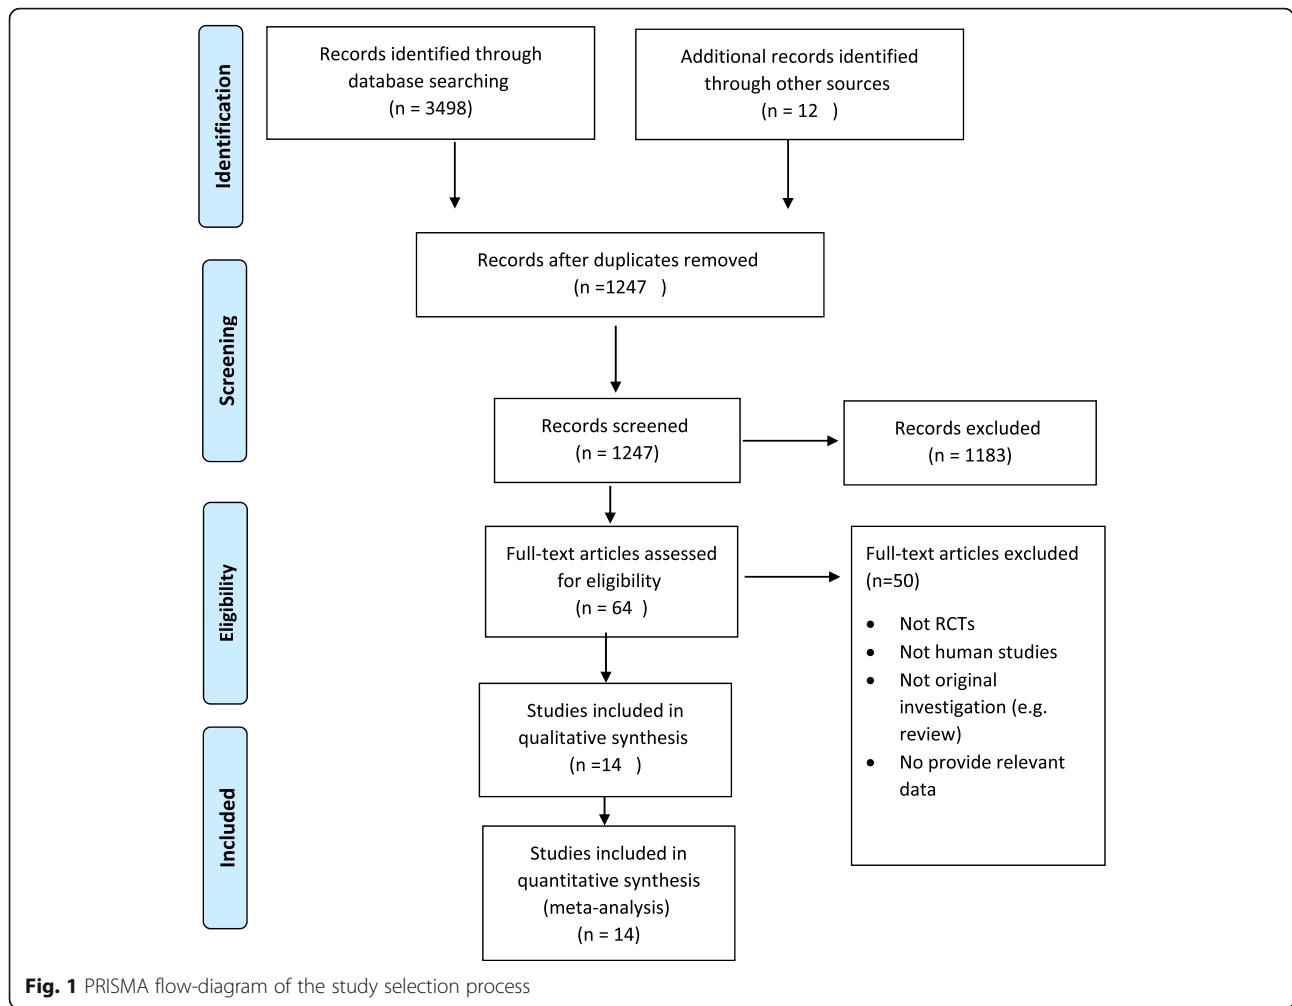 Identification
Records identified through
database searching
(n = 3498)
Additional records identified
through other sources
(n = 12   )
Screening
Records after duplicates removed
(n =1247   )
Records screened
(n = 1247)
Records excluded
(n = 1183)
Eligibility
Full-text articles assessed
for eligibility
(n = 64  )
Full-text articles excluded
(n=50)
● Not RCTs
● Not human studies
● Not original
investigation (e.g.
review)
● No provide relevant
data
Studies included in
qualitative synthesis
(n =14   )
Included
Studies included in
quantitative synthesis
(meta-analysis)
(n = 14)
Fig. 1 PRISMA flow-diagram of the study selection process